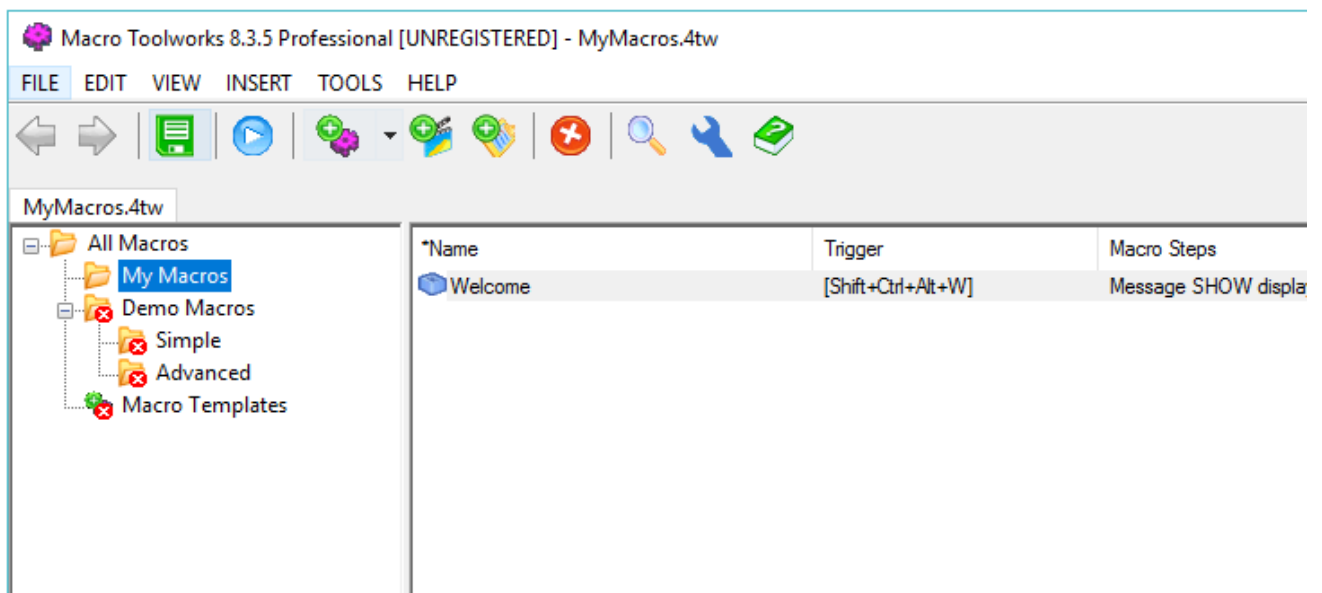 Macro Toolworks 8.3.5 Professional [UNREGISTERED] - MyMacros.4tw
FILE EDIT VIEW INSERT TOOLS HELP
MyMacros.4tw
All Macros
My Macros
Demo Macros
Simple
Advanced
Macro Templates
*Name Trigger Macro Steps
Welcome [Shift+Ctrl+Alt+W] Message SHOW display